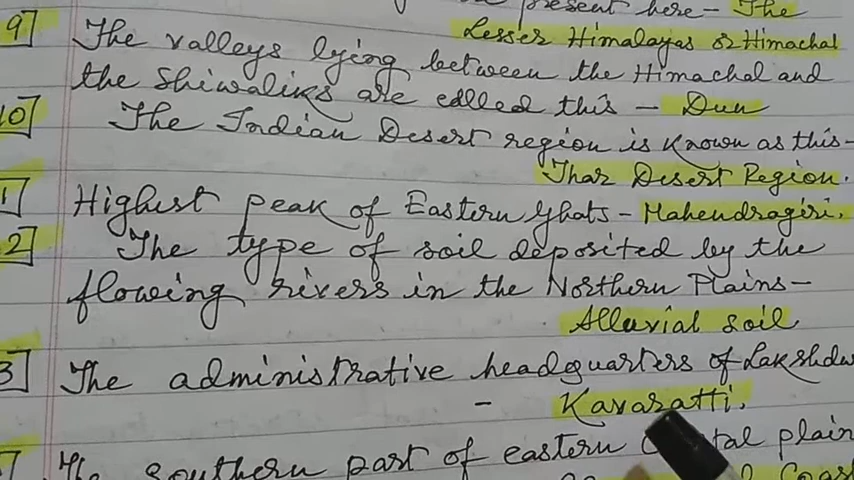 present here - The
9] Lesser Himalayas or Himachal
The valleys lying between the Himachal and
the Shiwaliks are called this - Dun
10] The Indian Desert region is known as this-
Thar Desert Region.
1] Highest peak of Eastern Ghats - Mahendragiri.
2] The type of soil deposited by the
flowing rivers in the Northern Plains-
Alluvial soil
3] The administrative headquarters of Lakshdw
- Kavaratti.
The southern part of eastern plain
Coast